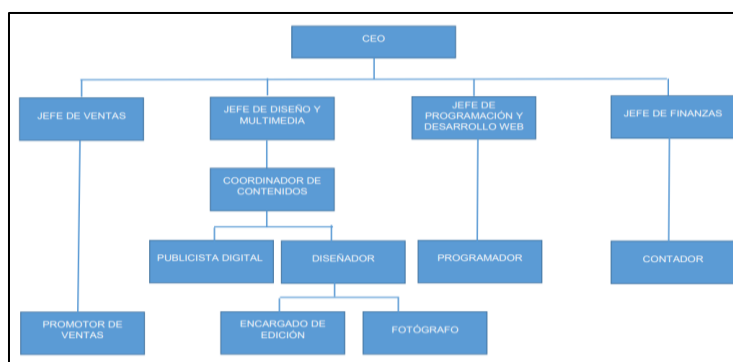 CEO
JEFE DE VENTAS
JEFE DE DISEÑO Y
MULTIMEDIA
JEFE DE
PROGRAMACIÓN Y
DESARROLLO WEB
JEFE DE FINANZAS
COORDINADOR DE
CONTENIDOS
PUBLICISTA DIGITAL
DISEÑADOR
PROGRAMADOR
CONTADOR
PROMOTOR DE
VENTAS
ENCARGADO DE
EDICIÓN
FOTÓGRAFO